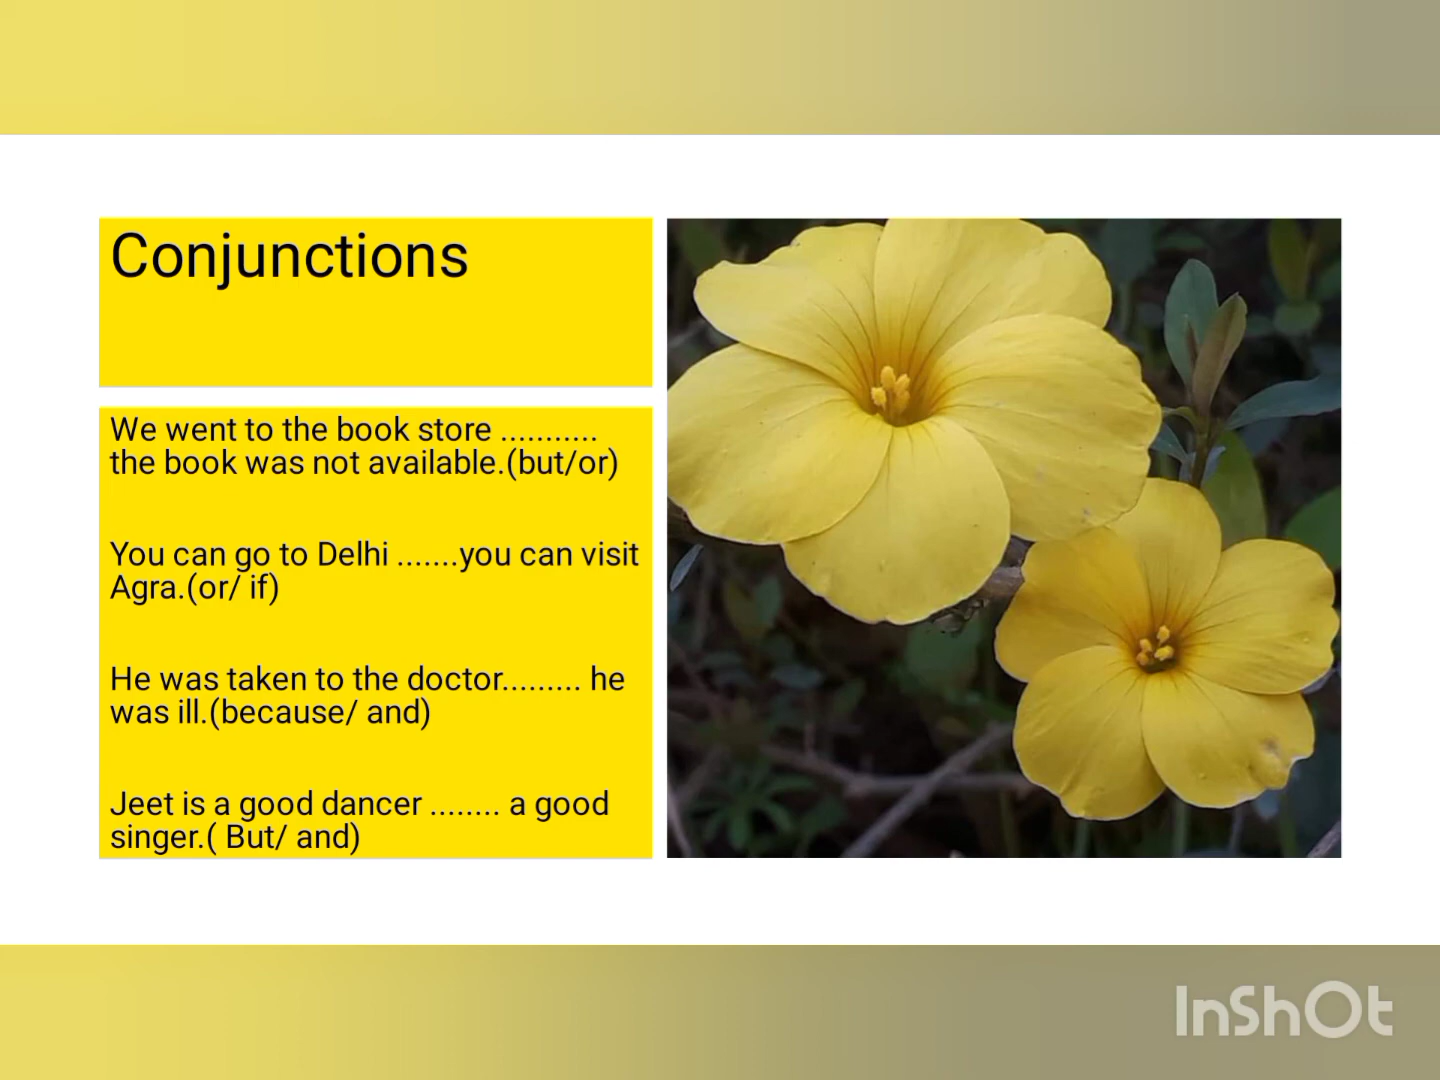 Conjunctions
We went to the book store ...........
the book was not available.(but/or)
You can go to Delhi .......you can visit
Agra.(or/ if)
He was taken to the doctor......... he
was ill.(because/ and)
Jeet is a good dancer ........ a good
singer.( But/ and)
InShOt